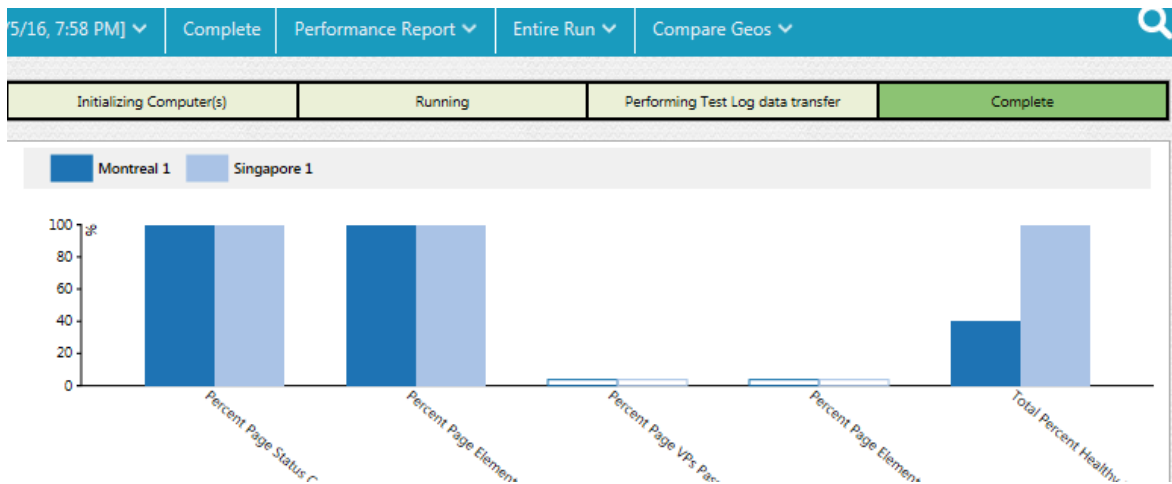 /5/16, 7:58 PM] Complete Performance Report Entire Run Compare Geos
Initializing Computer(s) Running Performing Test Log data transfer Complete
Montreal 1 Singapore 1
100
%
80
60
40
20
0
Percent Page Status
Percent Page
Percent Page VPs
Percent Page Element
Total Percent Healthy